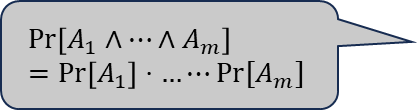 Pr[A₁ ∧ ⋯ ∧ Aₘ]
= Pr[A₁] · … ⋯ Pr[Aₘ]